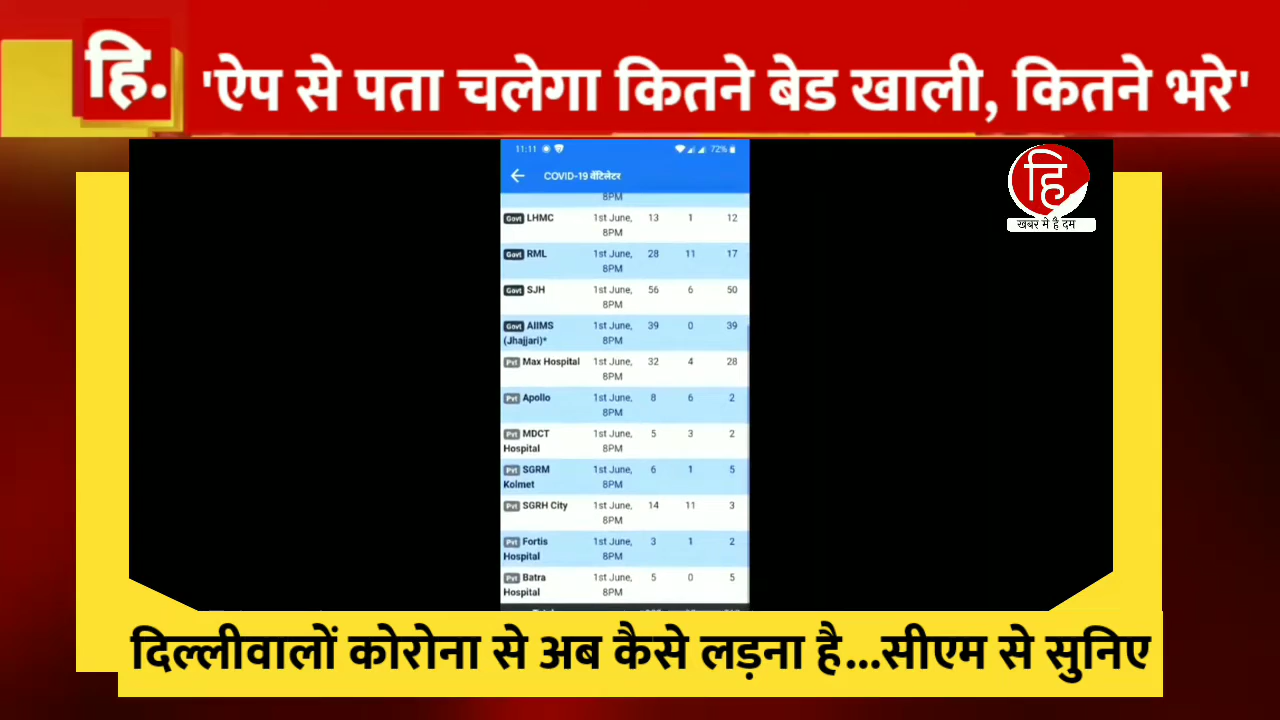 हि. 'ऐप से पता चलेगा कितने बेड खाली, कितने भरे'
हि
खबर में है दम
11:11 72%
COVID-19 वेंटिलेटर
8PM
Govt LHMC 1st June, 13 1 12
8PM
Govt RML 1st June, 28 11 17
8PM
Govt SJH 1st June, 56 6 50
8PM
Govt AIIMS 1st June, 39 0 39
(Jhajjari)* 8PM
Pvt Max Hospital 1st June, 32 4 28
8PM
Pvt Apollo 1st June, 8 6 2
8PM
Pvt MDCT 1st June, 5 3 2
Hospital 8PM
Pvt SGRM 1st June, 6 1 5
Kolmet 8PM
Pvt SGRH City 1st June, 14 11 3
8PM
Pvt Fortis 1st June, 3 1 2
Hospital 8PM
Pvt Batra 1st June, 5 0 5
Hospital 8PM
दिल्लीवालों कोरोना से अब कैसे लड़ना है...सीएम से सुनिए